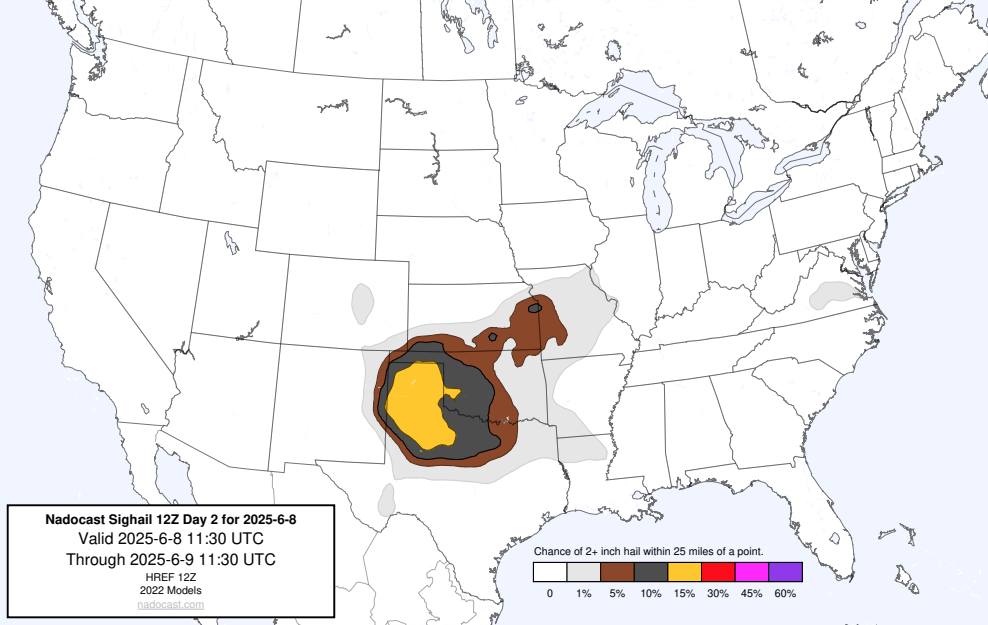 Nadocast Sighail 12Z Day 2 for 2025-6-8
Valid 2025-6-8 11:30 UTC
Through 2025-6-9 11:30 UTC
HREF 12Z
2022 Models
nadocast.com
Chance of 2+ inch hail within 25 miles of a point.
0 1% 5% 10% 15% 30% 45% 60%